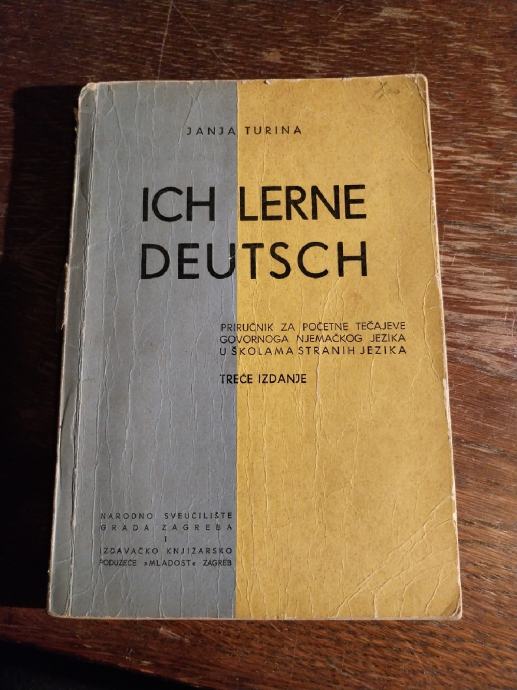 JANJA TURINA
ICH LERNE
DEUTSCH
PRIRUČNIK ZA POČETNE TEČAJEVE
GOVORNOGA NJEMAČKOG JEZIKA
U ŠKOLAMA STRANIH JEZIKA
TREĆE IZDANJE
NARODNO SVEUČILIŠTE
GRADA ZAGREBA
I
IZDAVAČKO KNJIŽARSKO
PODUZEĆE »MLADOST« ZAGREB